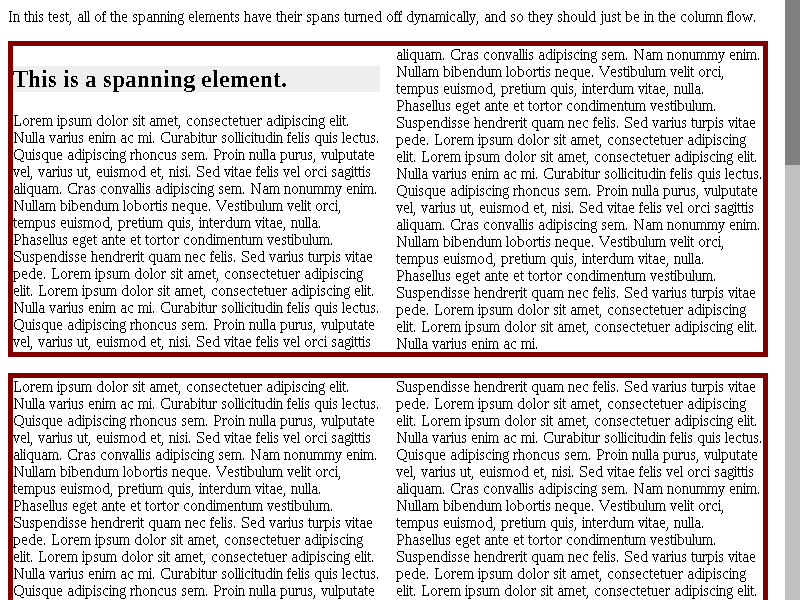 In this test, all of the spanning elements have their spans turned off dynamically, and so they should just be in the column flow.
This is a spanning element.
Lorem ipsum dolor sit amet, consectetuer adipiscing elit.
Nulla varius enim ac mi. Curabitur sollicitudin felis quis lectus.
Quisque adipiscing rhoncus sem. Proin nulla purus, vulputate
vel, varius ut, euismod et, nisi. Sed vitae felis vel orci sagittis
aliquam. Cras convallis adipiscing sem. Nam nonummy enim.
Nullam bibendum lobortis neque. Vestibulum velit orci,
tempus euismod, pretium quis, interdum vitae, nulla.
Phasellus eget ante et tortor condimentum vestibulum.
Suspendisse hendrerit quam nec felis. Sed varius turpis vitae
pede. Lorem ipsum dolor sit amet, consectetuer adipiscing
elit. Lorem ipsum dolor sit amet, consectetuer adipiscing elit.
Nulla varius enim ac mi. Curabitur sollicitudin felis quis lectus.
Quisque adipiscing rhoncus sem. Proin nulla purus, vulputate
vel, varius ut, euismod et, nisi. Sed vitae felis vel orci sagittis
aliquam. Cras convallis adipiscing sem. Nam nonummy enim.
Nullam bibendum lobortis neque. Vestibulum velit orci,
tempus euismod, pretium quis, interdum vitae, nulla.
Phasellus eget ante et tortor condimentum vestibulum.
Suspendisse hendrerit quam nec felis. Sed varius turpis vitae
pede. Lorem ipsum dolor sit amet, consectetuer adipiscing
elit. Lorem ipsum dolor sit amet, consectetuer adipiscing elit.
Nulla varius enim ac mi. Curabitur sollicitudin felis quis lectus.
Quisque adipiscing rhoncus sem. Proin nulla purus, vulputate
vel, varius ut, euismod et, nisi. Sed vitae felis vel orci sagittis
aliquam. Cras convallis adipiscing sem. Nam nonummy enim.
Nullam bibendum lobortis neque. Vestibulum velit orci,
tempus euismod, pretium quis, interdum vitae, nulla.
Phasellus eget ante et tortor condimentum vestibulum.
Suspendisse hendrerit quam nec felis. Sed varius turpis vitae
pede. Lorem ipsum dolor sit amet, consectetuer adipiscing
elit. Lorem ipsum dolor sit amet, consectetuer adipiscing elit.
Nulla varius enim ac mi.
Lorem ipsum dolor sit amet, consectetuer adipiscing elit.
Nulla varius enim ac mi. Curabitur sollicitudin felis quis lectus.
Quisque adipiscing rhoncus sem. Proin nulla purus, vulputate
vel, varius ut, euismod et, nisi. Sed vitae felis vel orci sagittis
aliquam. Cras convallis adipiscing sem. Nam nonummy enim.
Nullam bibendum lobortis neque. Vestibulum velit orci,
tempus euismod, pretium quis, interdum vitae, nulla.
Phasellus eget ante et tortor condimentum vestibulum.
Suspendisse hendrerit quam nec felis. Sed varius turpis vitae
pede. Lorem ipsum dolor sit amet, consectetuer adipiscing
elit. Lorem ipsum dolor sit amet, consectetuer adipiscing elit.
Nulla varius enim ac mi. Curabitur sollicitudin felis quis lectus.
Quisque adipiscing rhoncus sem. Proin nulla purus, vulputate
Suspendisse hendrerit quam nec felis. Sed varius turpis vitae
pede. Lorem ipsum dolor sit amet, consectetuer adipiscing
elit. Lorem ipsum dolor sit amet, consectetuer adipiscing elit.
Nulla varius enim ac mi. Curabitur sollicitudin felis quis lectus.
Quisque adipiscing rhoncus sem. Proin nulla purus, vulputate
vel, varius ut, euismod et, nisi. Sed vitae felis vel orci sagittis
aliquam. Cras convallis adipiscing sem. Nam nonummy enim.
Nullam bibendum lobortis neque. Vestibulum velit orci,
tempus euismod, pretium quis, interdum vitae, nulla.
Phasellus eget ante et tortor condimentum vestibulum.
Suspendisse hendrerit quam nec felis. Sed varius turpis vitae
pede. Lorem ipsum dolor sit amet, consectetuer adipiscing
elit. Lorem ipsum dolor sit amet, consectetuer adipiscing elit.